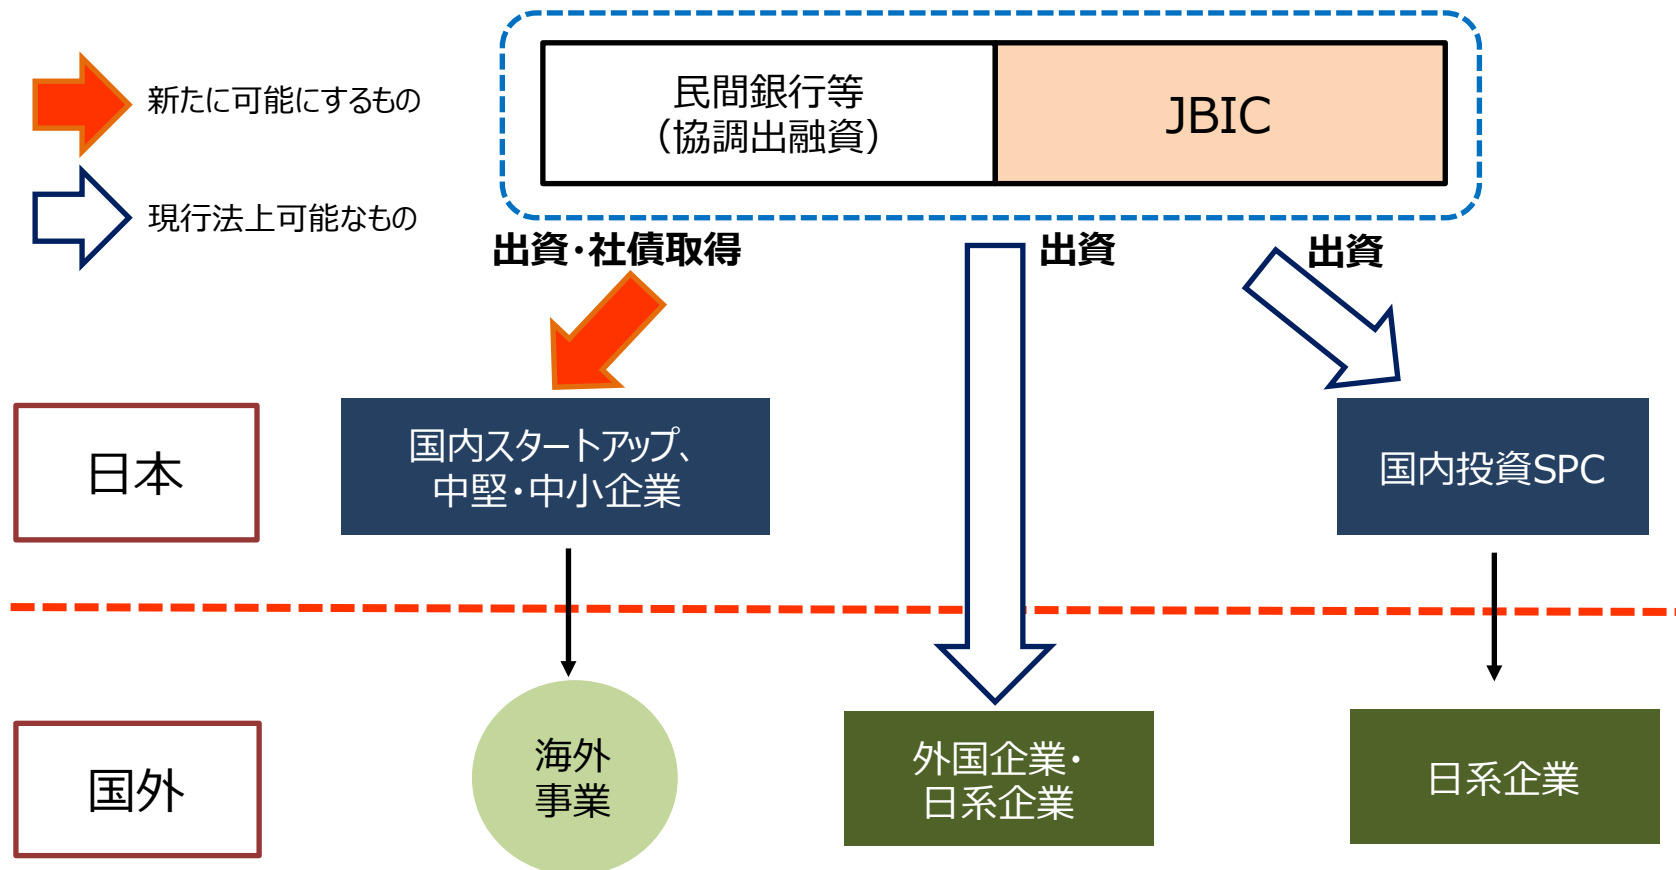 新たに可能にするもの
現行法上可能なもの
民間銀行等
（協調出融資）
JBIC
出資・社債取得
出資
出資
日本
国内スタートアップ、
中堅・中小企業
国内投資SPC
国外
海外
事業
外国企業・
日系企業
日系企業